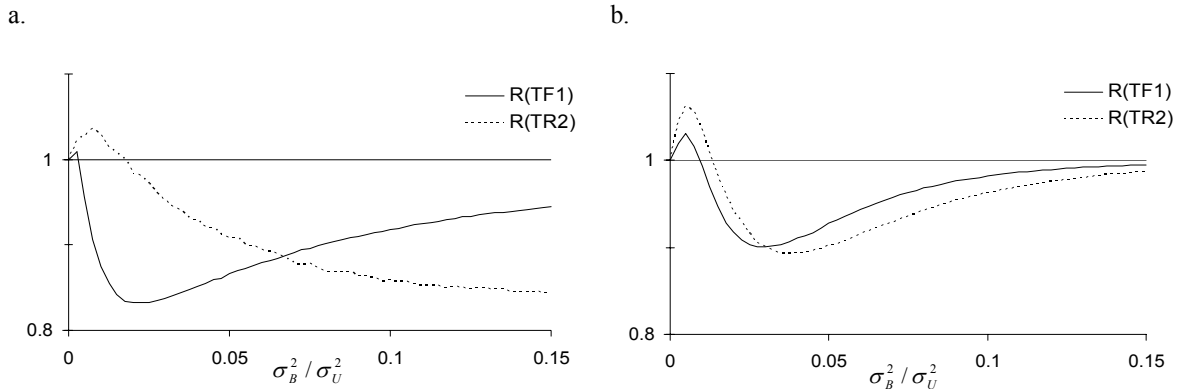 a.
R(TF1)
R(TR2)
1
0.8
0
0.05
0.1
0.15
σ_B^2 / σ_U^2
b.
R(TF1)
R(TR2)
1
0.8
0
0.05
0.1
0.15
σ_B^2 / σ_U^2